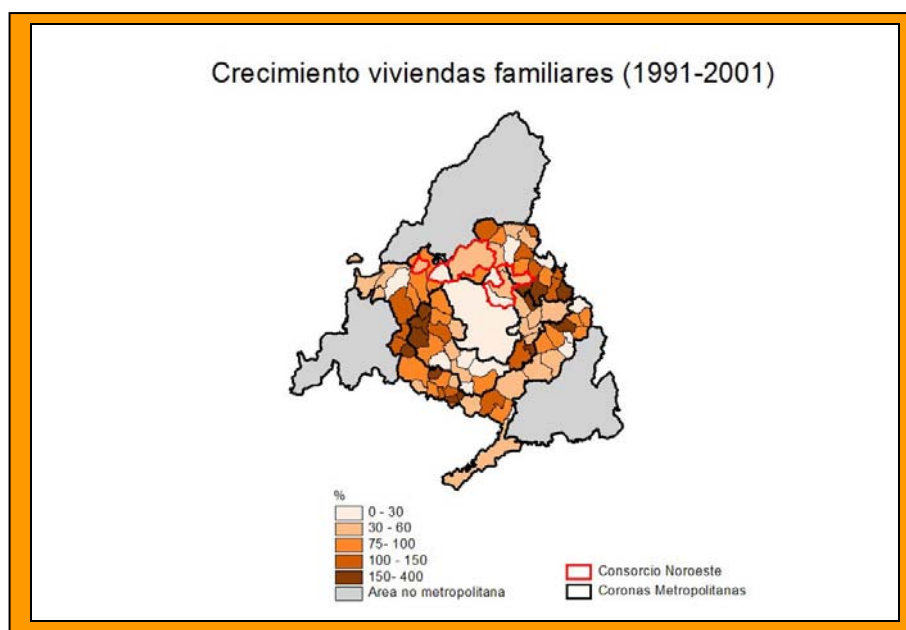 Crecimiento viviendas familiares (1991-2001)
%
0 - 30
30 - 60
75- 100
100 - 150
150- 400
Area no metropolitana
Consorcio Noroeste
Coronas Metropolitanas